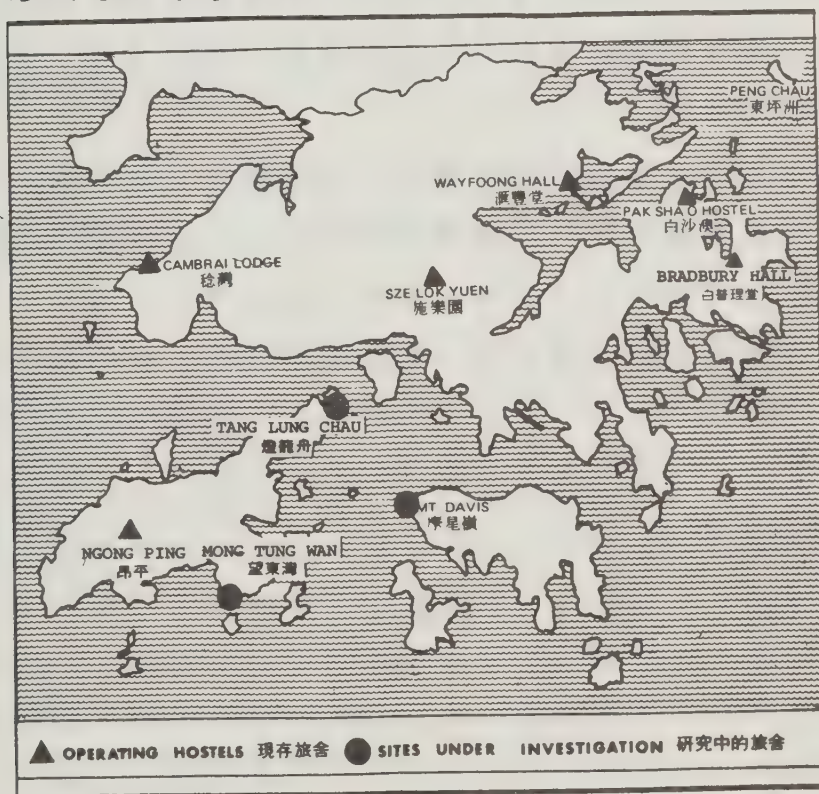 PENG CHAU
東坪洲
WAYFOONG HALL
滙豐堂
PAK SHA O HOSTEL
白沙澳
CAMBRAI LODGE
稔灣
BRADBURY HALL
白普理堂
SZE LOK YUEN
施樂園
TANG LUNG CHAU
燈籠舟
MT DAVIS
摩星嶺
NGONG PING
昂平
MONG TUNG WAN
望東灣
OPERATING HOSTELS 現存旅舍 SITES UNDER INVESTIGATION 研究中的旅舍